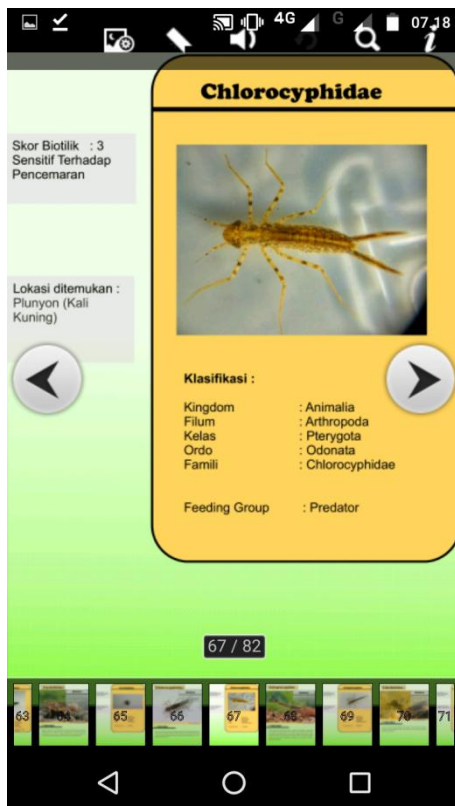 4G
G
07.18
Chlorocyphidae
Skor Biotilik : 3
Sensitif Terhadap
Pencemaran
Lokasi ditemukan :
Plunyon (Kali
Kuning)
Klasifikasi :
Kingdom : Animalia
Filum : Arthropoda
Kelas : Pterygota
Ordo : Odonata
Famili : Chlorocyphidae
Feeding Group : Predator
67 / 82
63 64 65 66 67 68 69 70 71